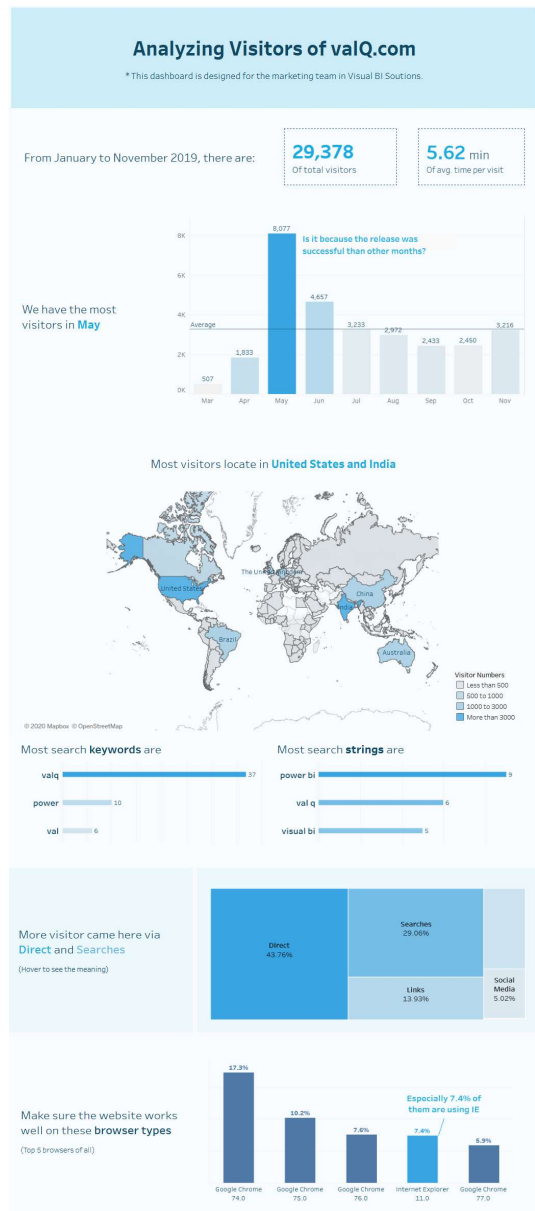 Analyzing Visitors of valQ.com
* This dashboard is designed for the marketing team in Visual BI Soutions.
From January to November 2019, there are:
29,378
Of total visitors
5.62 min
Of avg. time per visit
We have the most
visitors in May
8K
6K
4K
2K
0K
Average
Is it because the release was
successful than other months?
507
1,833
8,077
4,657
3,233
2,972
2,433
2,450
3,216
Mar
Apr
May
Jun
Jul
Aug
Sep
Oct
Nov
Most visitors locate in United States and India
United States
Brazil
China
India
Australia
Visitor Numbers
Less than 500
500 to 1000
1000 to 3000
More than 3000
© 2020 Mapbox © OpenStreetMap
Most search keywords are
valq 37
power 10
val 6
Most search strings are
power bi 9
val q 6
visual bi 5
More visitor came here via
Direct and Searches
(Hover to see the meaning)
Direct
43.76%
Searches
29.06%
Links
13.93%
Social
Media
5.02%
Make sure the website works
well on these browser types
(Top 5 browsers of all)
Especially 7.4% of
them are using IE
17.3%
10.2%
7.6%
7.4%
5.9%
Google Chrome
74.0
Google Chrome
75.0
Google Chrome
76.0
Internet Explorer
11.0
Google Chrome
77.0